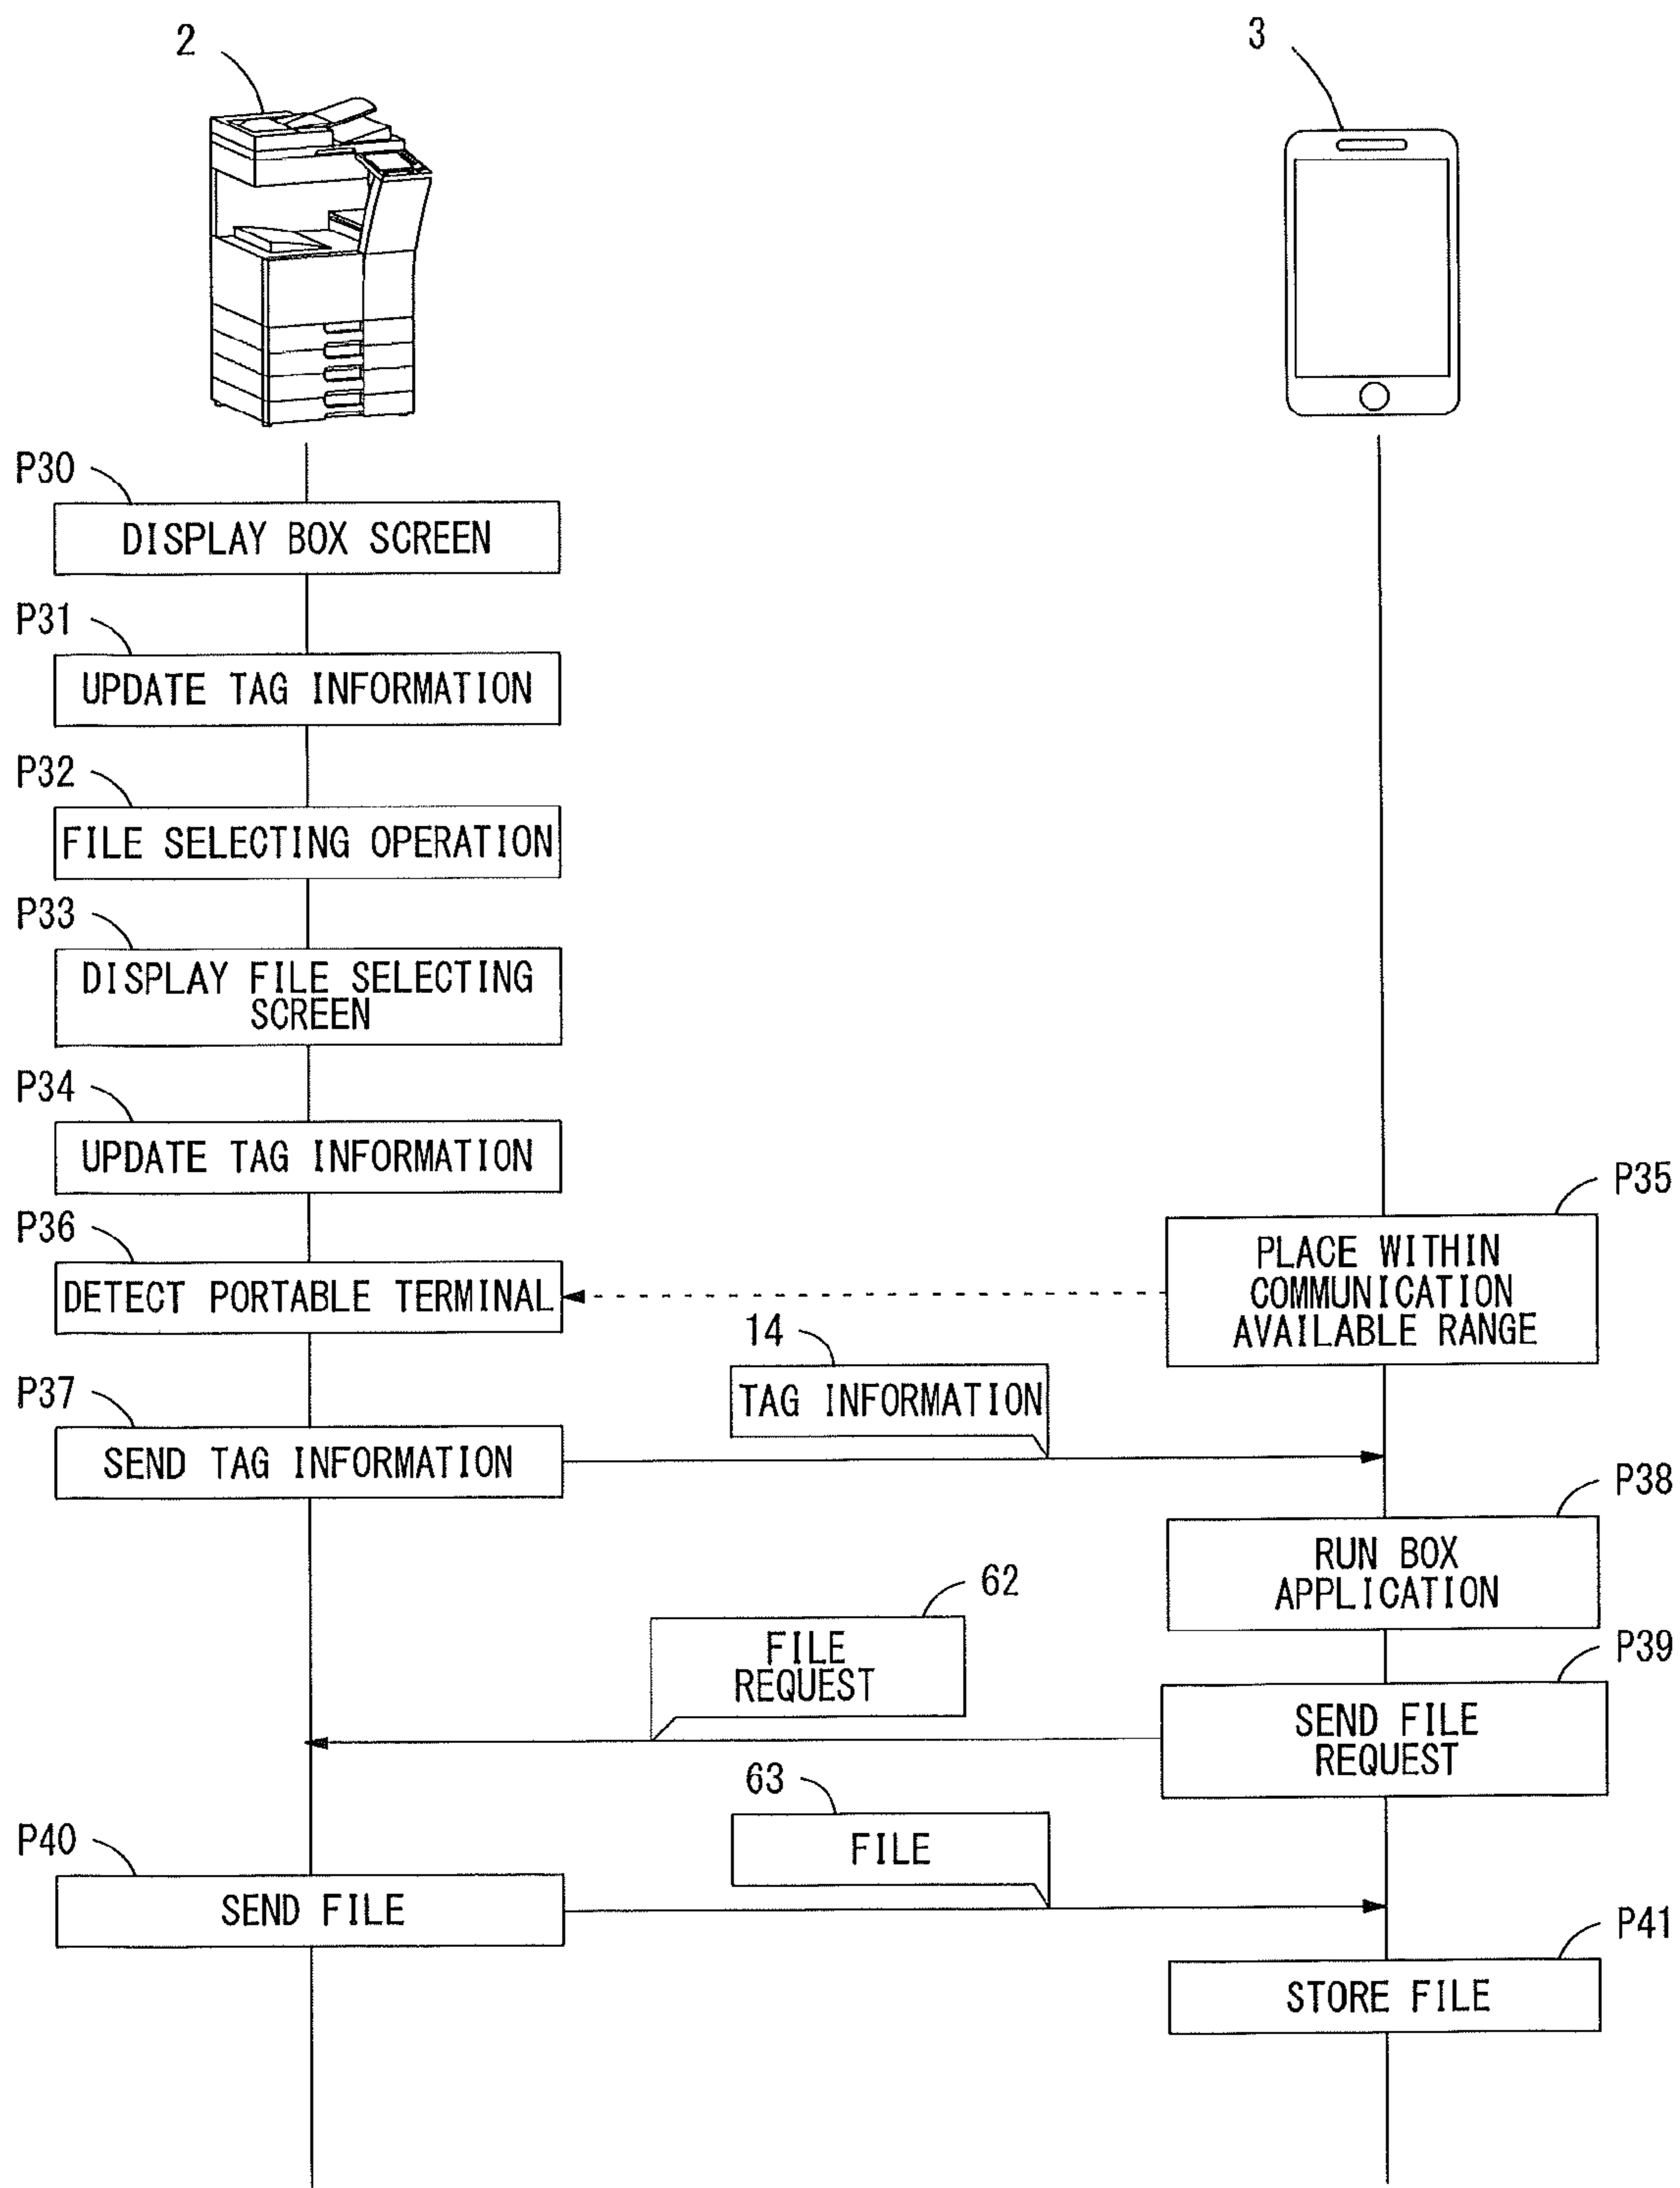 2
3
P30
DISPLAY BOX SCREEN
P31
UPDATE TAG INFORMATION
P32
FILE SELECTING OPERATION
P33
DISPLAY FILE SELECTING
SCREEN
P34
UPDATE TAG INFORMATION
P35
PLACE WITHIN
COMMUNICATION
AVAILABLE RANGE
P36
DETECT PORTABLE TERMINAL
14
TAG INFORMATION
P37
SEND TAG INFORMATION
P38
RUN BOX
APPLICATION
62
FILE
REQUEST
P39
SEND FILE
REQUEST
63
FILE
P40
SEND FILE
P41
STORE FILE